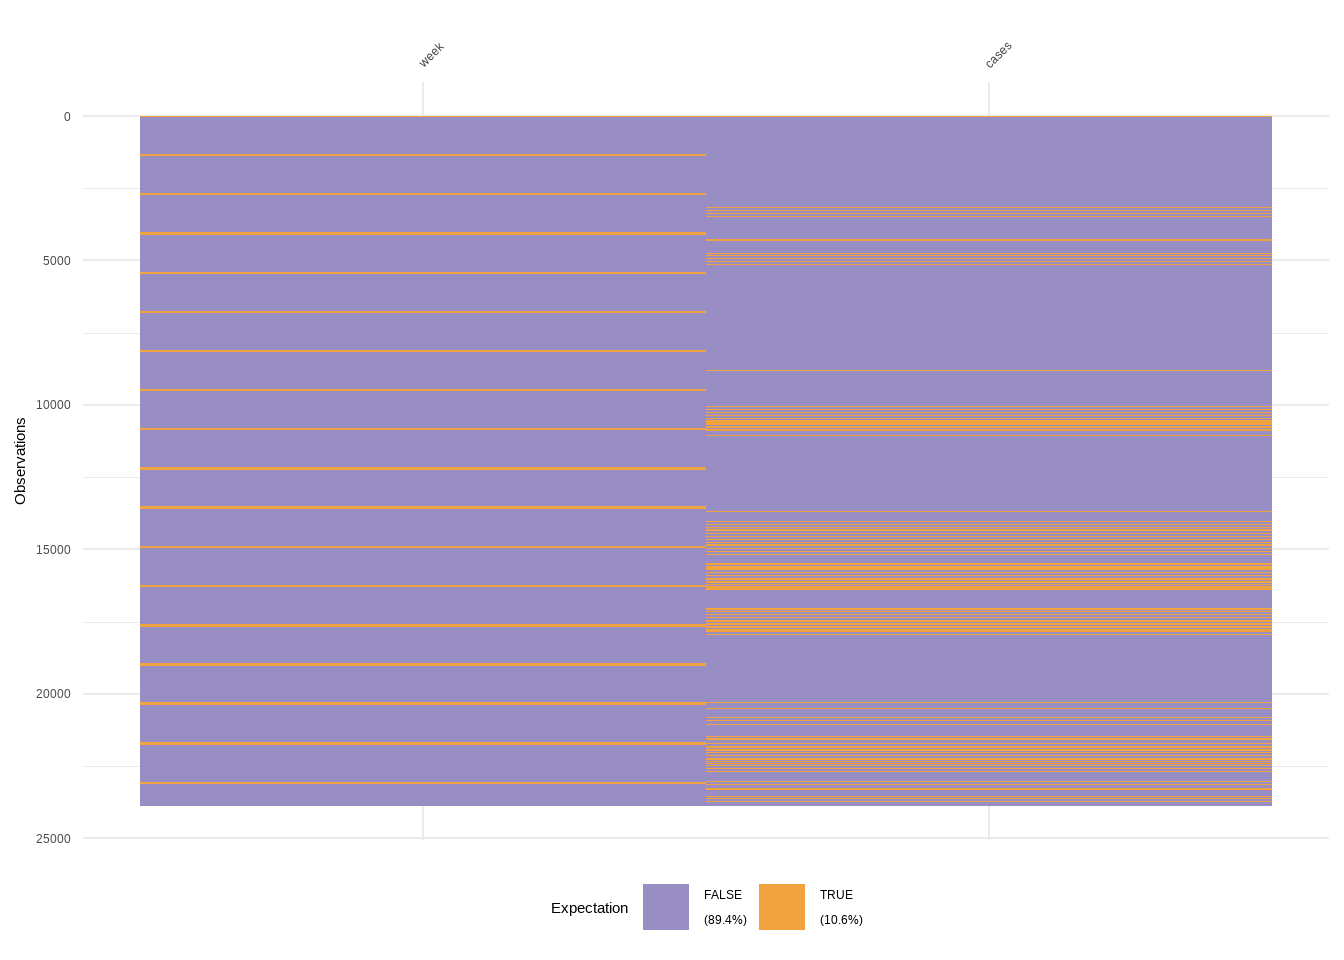 week
cases
0
5000
10000
15000
20000
25000
Observations
Expectation
FALSE
(89.4%)
TRUE
(10.6%)